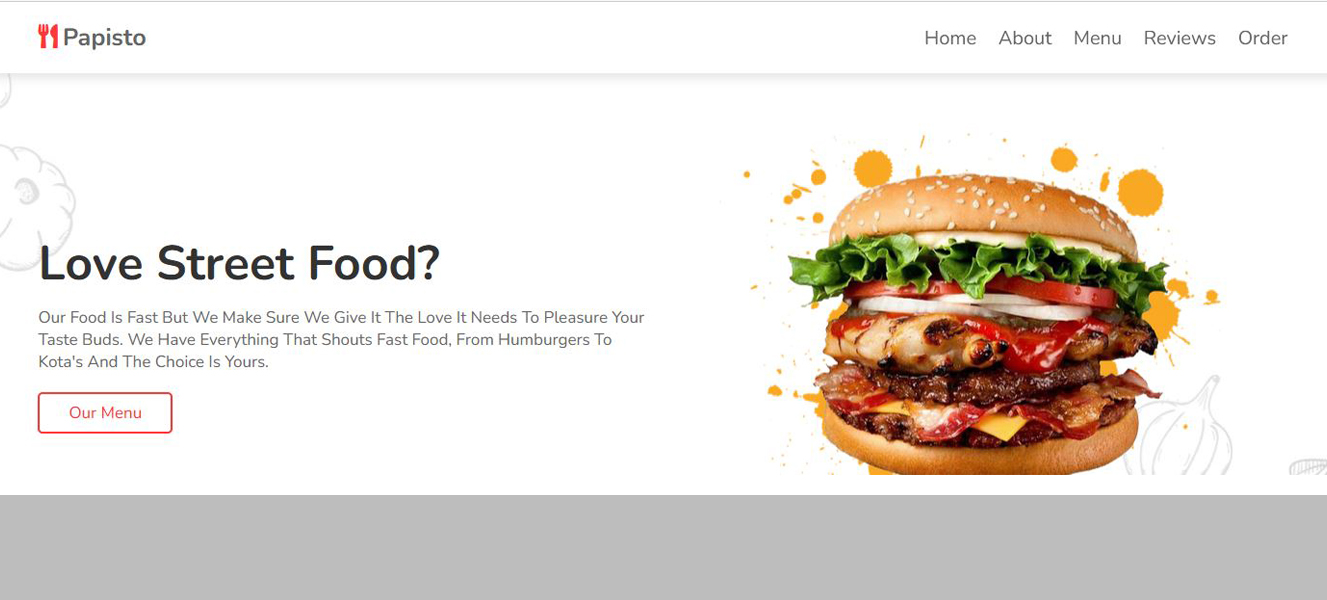 Papisto
Home About Menu Reviews Order
Love Street Food?
Our Food Is Fast But We Make Sure We Give It The Love It Needs To Pleasure Your
Taste Buds. We Have Everything That Shouts Fast Food, From Humburgers To
Kota's And The Choice Is Yours.
Our Menu